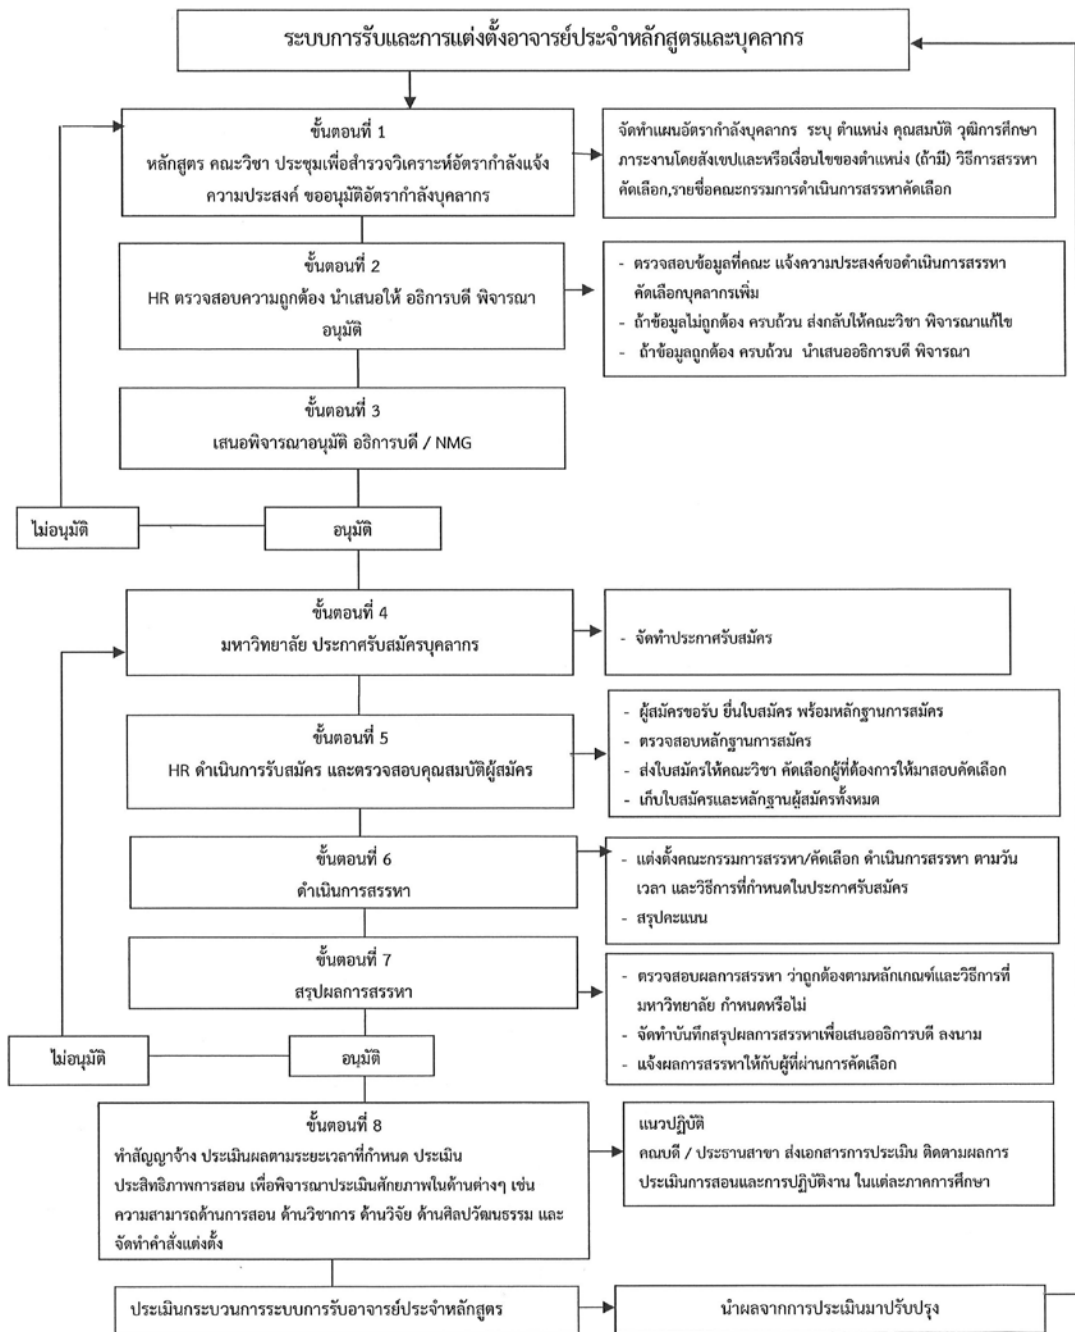 ระบบการรับและการแต่งตั้งอาจารย์ประจำหลักสูตรและบุคลากร
ขั้นตอนที่ 1
หลักสูตร คณะวิชา ประชุมเพื่อสำรวจวิเคราะห์อัตรากำลังแจ้ง
ความประสงค์ ขออนุมัติอัตรากำลังบุคลากร
จัดทำแผนอัตรากำลังบุคลากร ระบุ ตำแหน่ง คุณสมบัติ วุฒิการศึกษา
ภาระงานโดยสังเขปและหรือเงื่อนไขของตำแหน่ง (ถ้ามี) วิธีการสรรหา
คัดเลือก,รายชื่อคณะกรรมการดำเนินการสรรหาคัดเลือก
ขั้นตอนที่ 2
HR ตรวจสอบความถูกต้อง นำเสนอให้ อธิการบดี พิจารณา
อนุมัติ
- ตรวจสอบข้อมูลที่คณะ แจ้งความประสงค์ขอดำเนินการสรรหา
คัดเลือกบุคลากรเพิ่ม
- ถ้าข้อมูลไม่ถูกต้อง ครบถ้วน ส่งกลับให้คณะวิชา พิจารณาแก้ไข
- ถ้าข้อมูลถูกต้อง ครบถ้วน นำเสนออธิการบดี พิจารณา
ขั้นตอนที่ 3
เสนอพิจารณาอนุมัติ อธิการบดี / NMG
ไม่อนุมัติ
อนุมัติ
ขั้นตอนที่ 4
มหาวิทยาลัย ประกาศรับสมัครบุคลากร
- จัดทำประกาศรับสมัคร
ขั้นตอนที่ 5
HR ดำเนินการรับสมัคร และตรวจสอบคุณสมบัติผู้สมัคร
- ผู้สมัครขอรับ ยื่นใบสมัคร พร้อมหลักฐานการสมัคร
- ตรวจสอบหลักฐานการสมัคร
- ส่งใบสมัครให้คณะวิชา คัดเลือกผู้ที่ต้องการให้มาสอบคัดเลือก
- เก็บใบสมัครและหลักฐานผู้สมัครทั้งหมด
ขั้นตอนที่ 6
ดำเนินการสรรหา
- แต่งตั้งคณะกรรมการสรรหา/คัดเลือก ดำเนินการสรรหา ตามวัน
เวลา และวิธีการที่กำหนดในประกาศรับสมัคร
- สรุปคะแนน
ขั้นตอนที่ 7
สรุปผลการสรรหา
- ตรวจสอบผลการสรรหา ว่าถูกต้องตามหลักเกณฑ์และวิธีการที่
มหาวิทยาลัย กำหนดหรือไม่
- จัดทำบันทึกสรุปผลการสรรหาเพื่อเสนออธิการบดี ลงนาม
- แจ้งผลการสรรหาให้กับผู้ที่ผ่านการคัดเลือก
ไม่อนุมัติ
อนุมัติ
ขั้นตอนที่ 8
ทำสัญญาจ้าง ประเมินผลตามระยะเวลาที่กำหนด ประเมิน
ประสิทธิภาพการสอน เพื่อพิจารณาประเมินศักยภาพในด้านต่างๆ เช่น
ความสามารถด้านการสอน ด้านวิชาการ ด้านวิจัย ด้านศิลปวัฒนธรรม และ
จัดทำคำสั่งแต่งตั้ง
แนวปฏิบัติ
คณบดี / ประธานสาขา ส่งเอกสารการประเมิน ติดตามผลการ
ประเมินการสอนและการปฏิบัติงาน ในแต่ละภาคการศึกษา
ประเมินกระบวนการระบบการรับอาจารย์ประจำหลักสูตร
นำผลจากการประเมินมาปรับปรุง